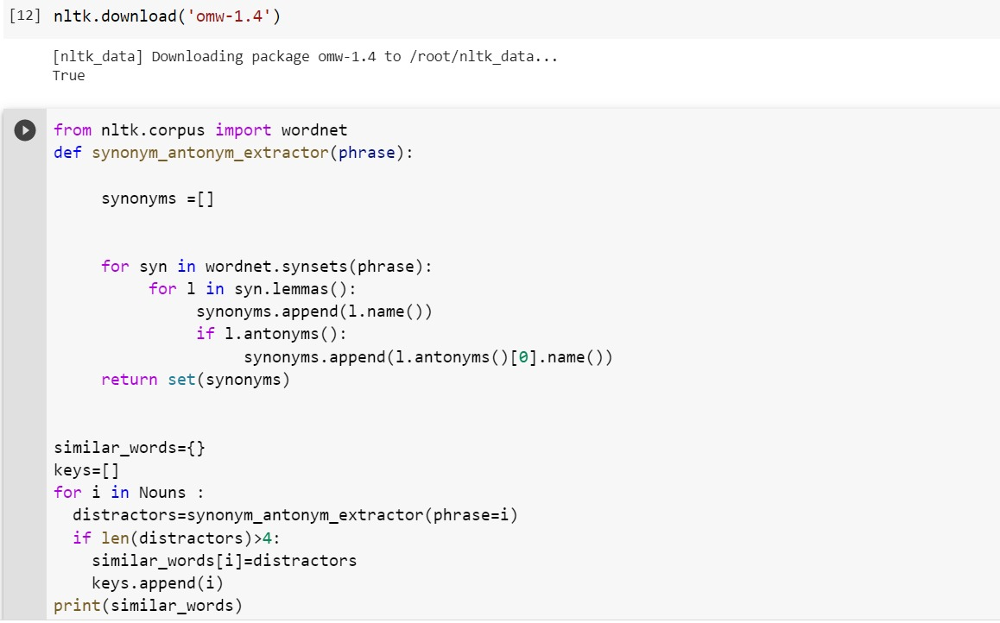 [12] nltk.download('omw-1.4')
[nltk_data] Downloading package omw-1.4 to /root/nltk_data...
True
from nltk.corpus import wordnet
def synonym_antonym_extractor(phrase):
synonyms =[]
for syn in wordnet.synsets(phrase):
for l in syn.lemmas():
synonyms.append(l.name())
if l.antonyms():
synonyms.append(l.antonyms()[0].name())
return set(synonyms)
similar_words={}
keys=[]
for i in Nouns :
distractors=synonym_antonym_extractor(phrase=i)
if len(distractors)>4:
similar_words[i]=distractors
keys.append(i)
print(similar_words)